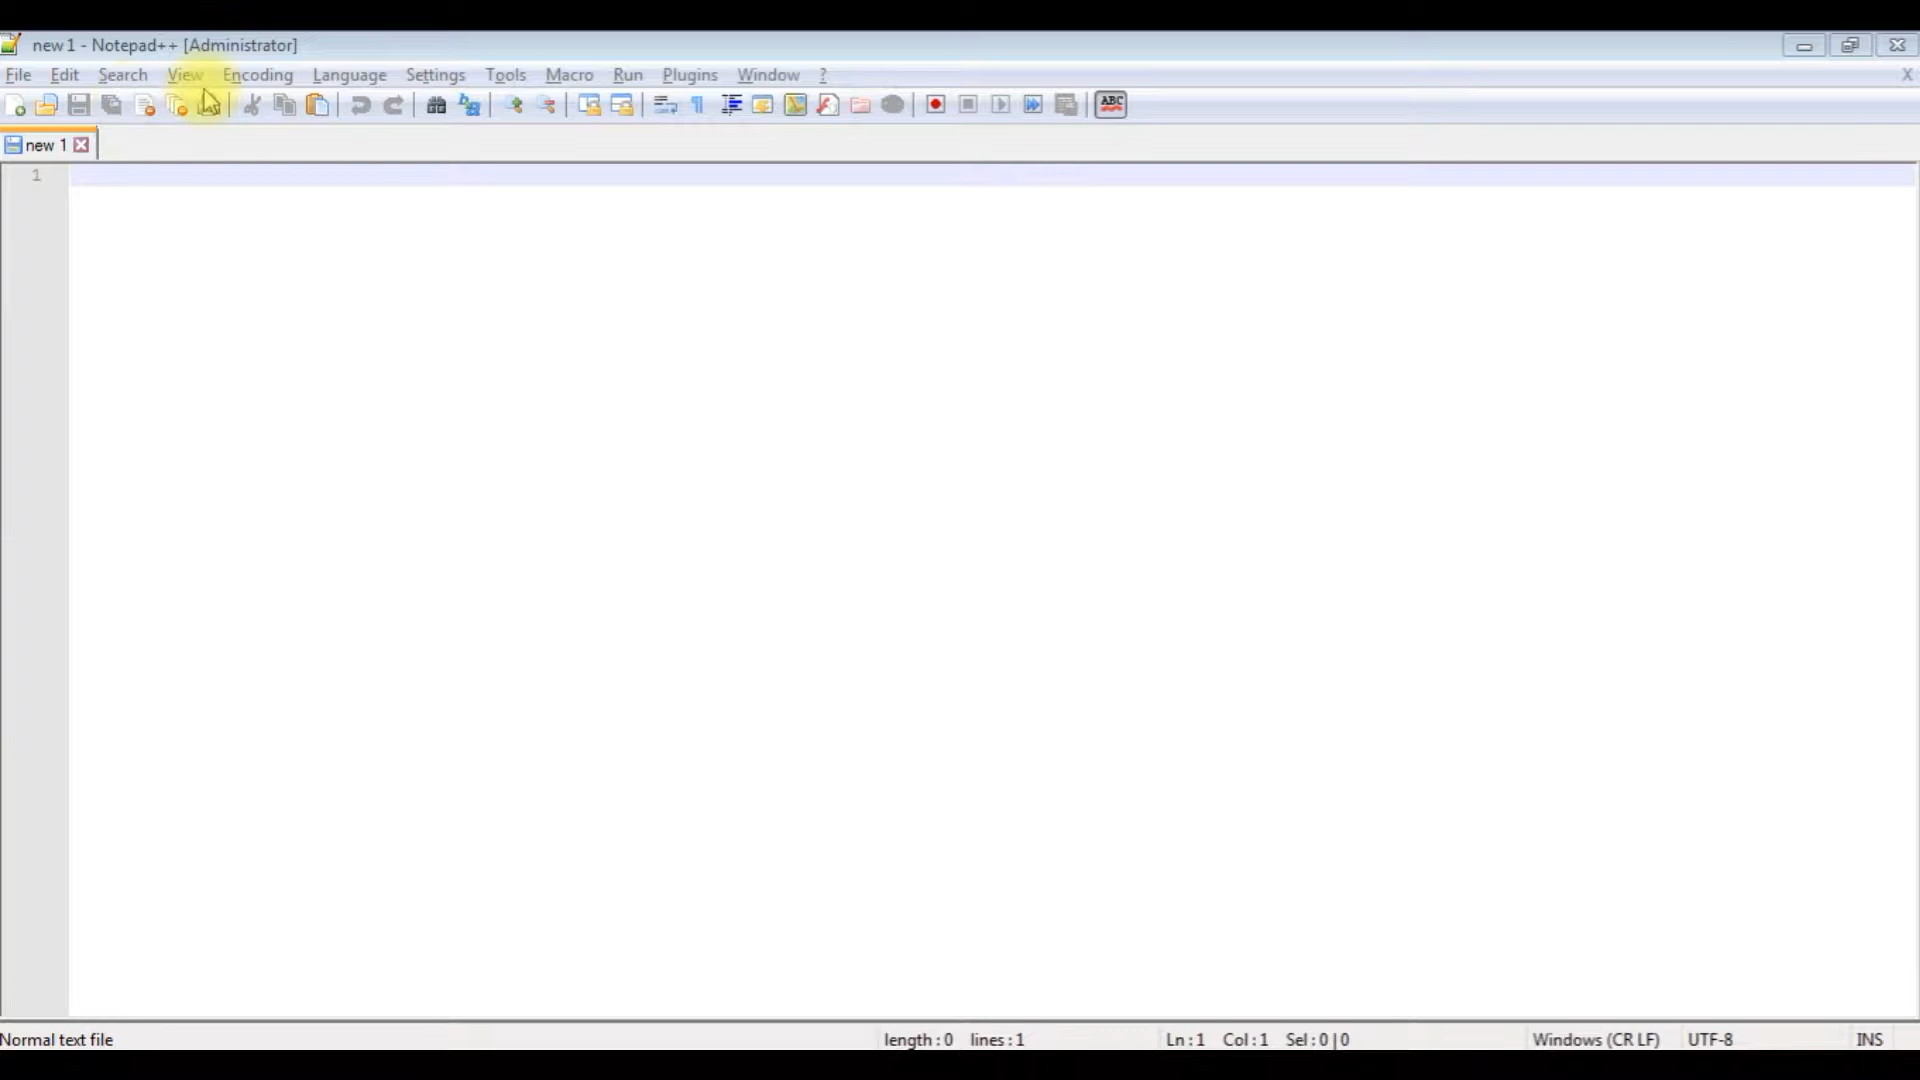 new 1 - Notepad++ [Administrator]
File Edit Search View Encoding Language Settings Tools Macro Run Plugins Window ? X
ABC
new 1
1
Normal text file length : 0 lines : 1 Ln : 1 Col : 1 Sel : 0 | 0 Windows (CR LF) UTF-8 INS